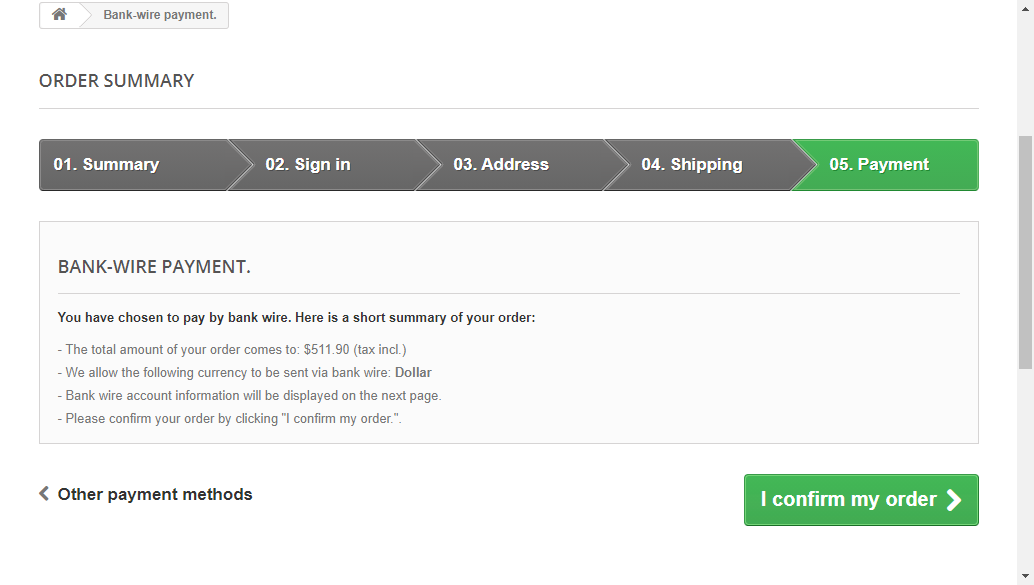 Bank-wire payment.
ORDER SUMMARY
01. Summary
02. Sign in
03. Address
04. Shipping
05. Payment
BANK-WIRE PAYMENT.
You have chosen to pay by bank wire. Here is a short summary of your order:
- The total amount of your order comes to: $511.90 (tax incl.)
- We allow the following currency to be sent via bank wire: Dollar
- Bank wire account information will be displayed on the next page.
- Please confirm your order by clicking "I confirm my order.".
Other payment methods
I confirm my order